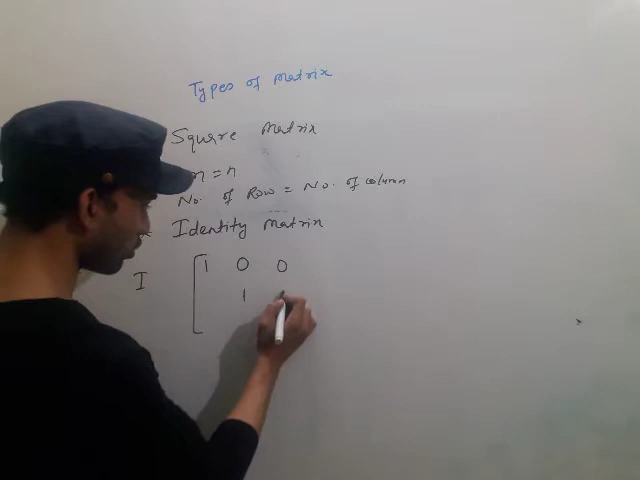 Types of Matrix
Square Matrix
m = n
No. of Row = No. of column
Identity Matrix
I [ 1 0 0
1